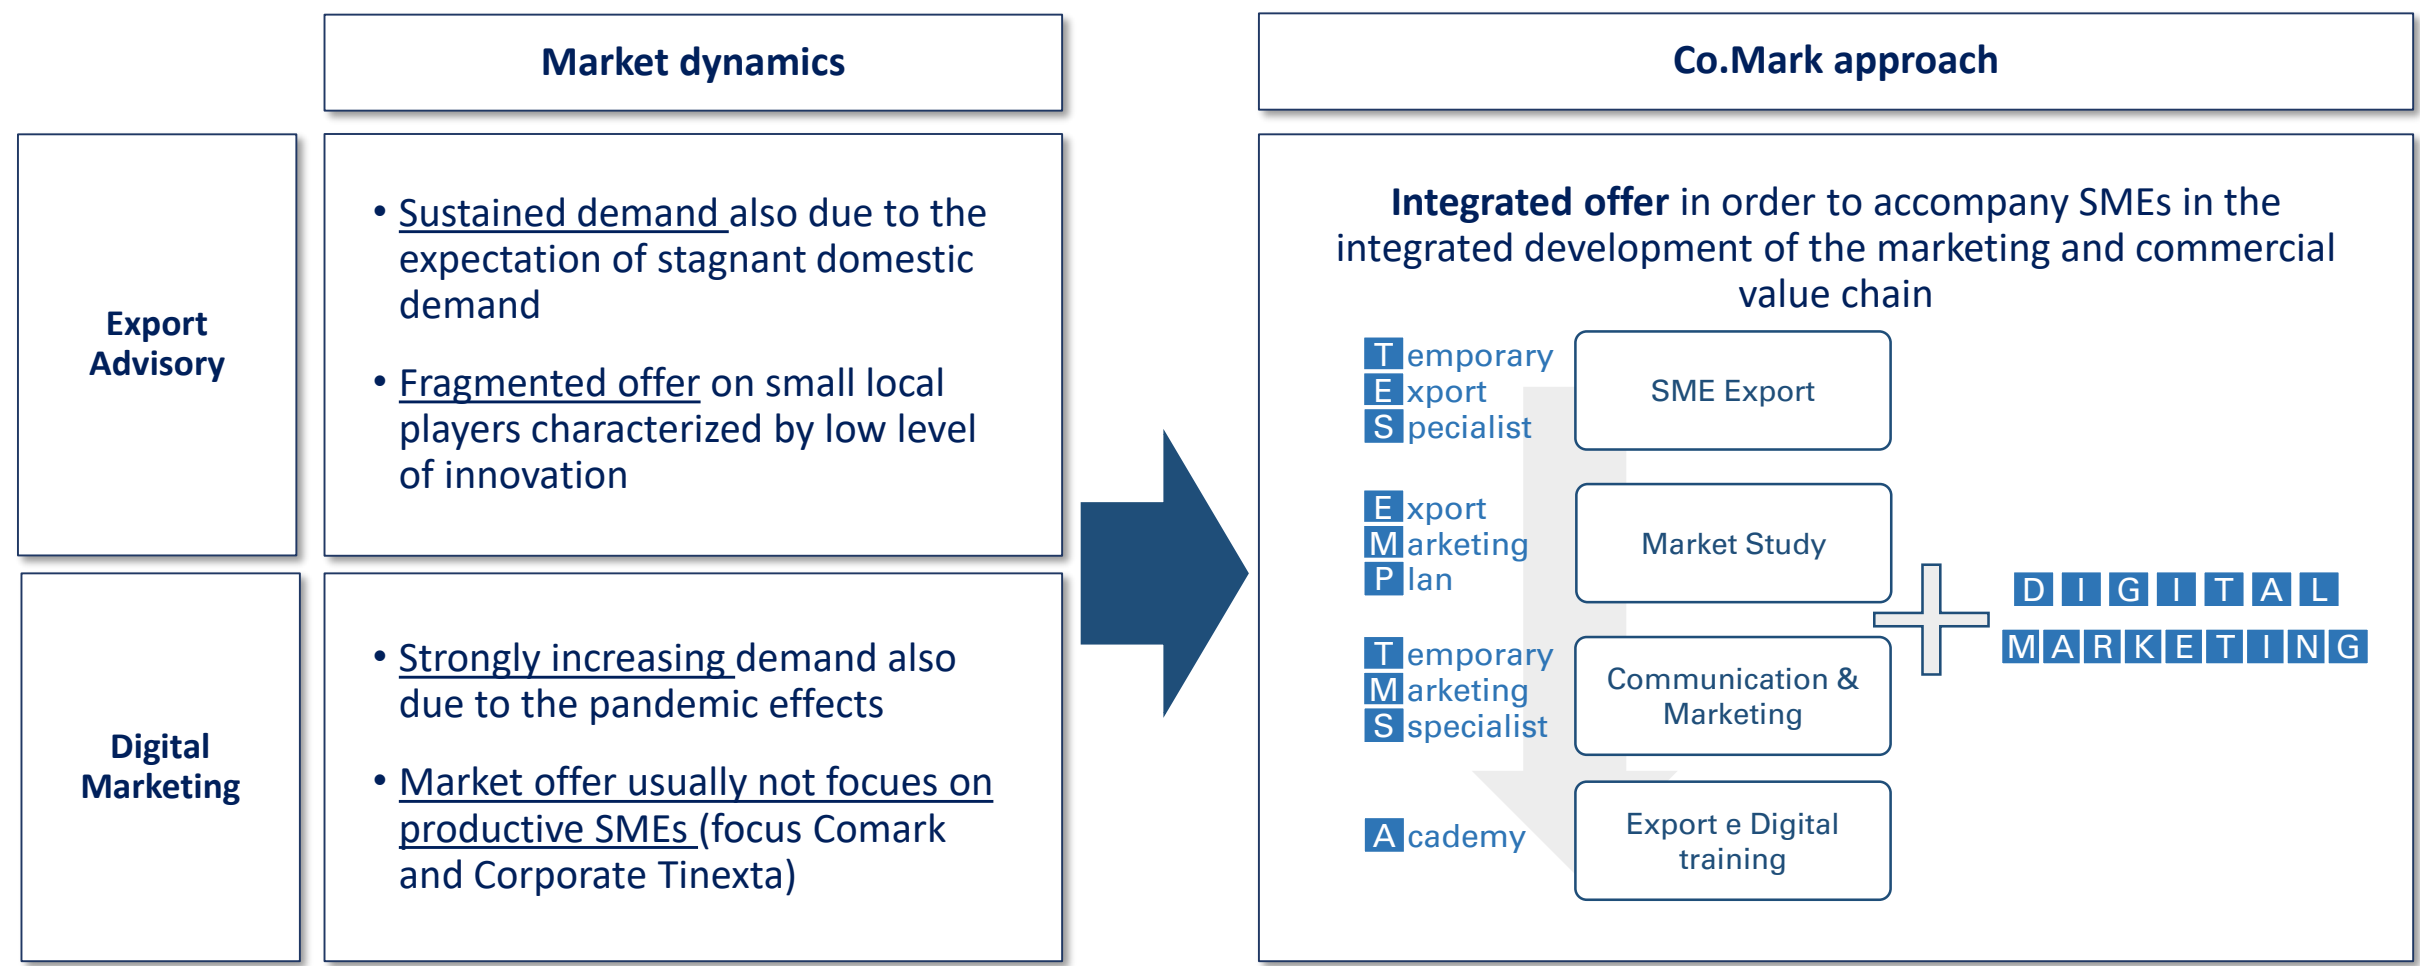 Market dynamics
Co.Mark approach
Export
Advisory
• Sustained demand also due to the
expectation of stagnant domestic
demand
• Fragmented offer on small local
players characterized by low level
of innovation
Digital
Marketing
• Strongly increasing demand also
due to the pandemic effects
• Market offer usually not focues on
productive SMEs (focus Comark
and Corporate Tinexta)
Integrated offer in order to accompany SMEs in the
integrated development of the marketing and commercial
value chain
Temporary
Export
Specialist
SME Export
Export
Marketing
Plan
Market Study
Temporary
Marketing
Sspecialist
Communication &
Marketing
Academy
Export e Digital
training
DIGITAL
MARKETING